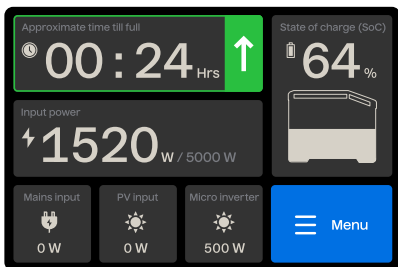 Approximate time till full
00 : 24 Hrs
State of charge (SoC)
64 %
Input power
1520 W / 5000 W
Mains input
0 W
PV input
0 W
Micro inverter
500 W
Menu